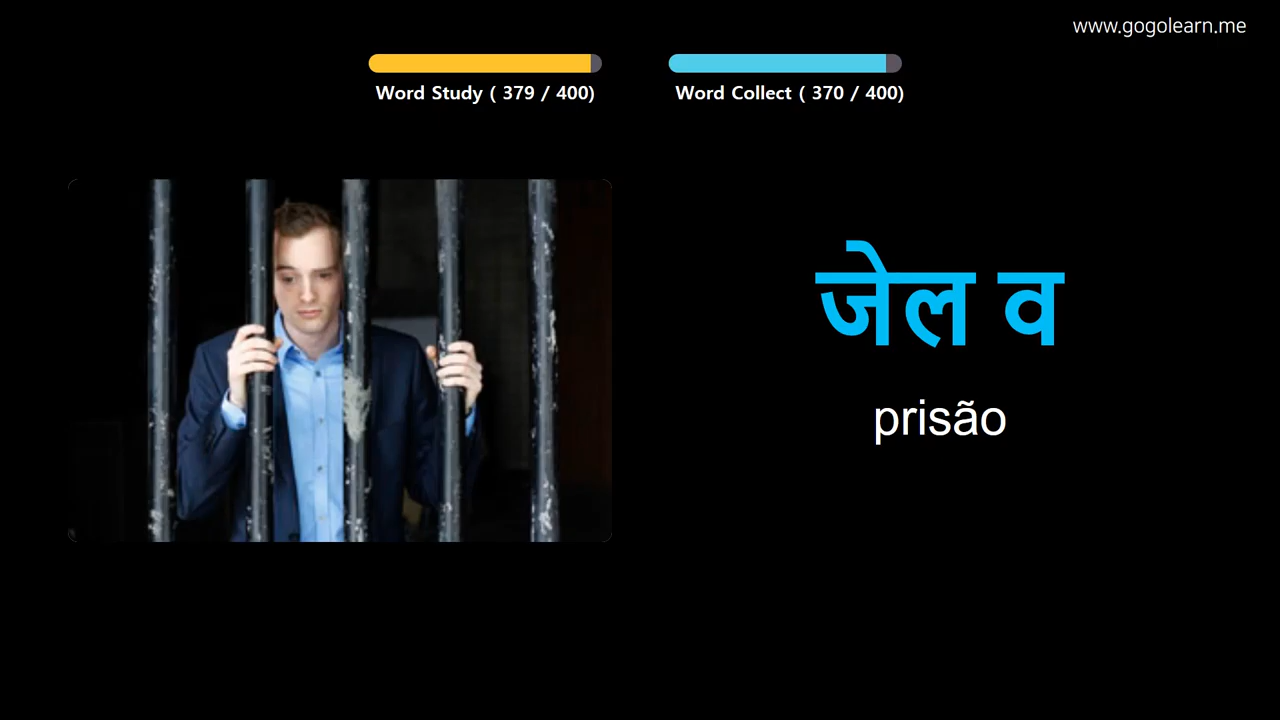 www.gogolearn.me
Word Study ( 379 / 400)
Word Collect ( 370 / 400)
जेल व
prisão